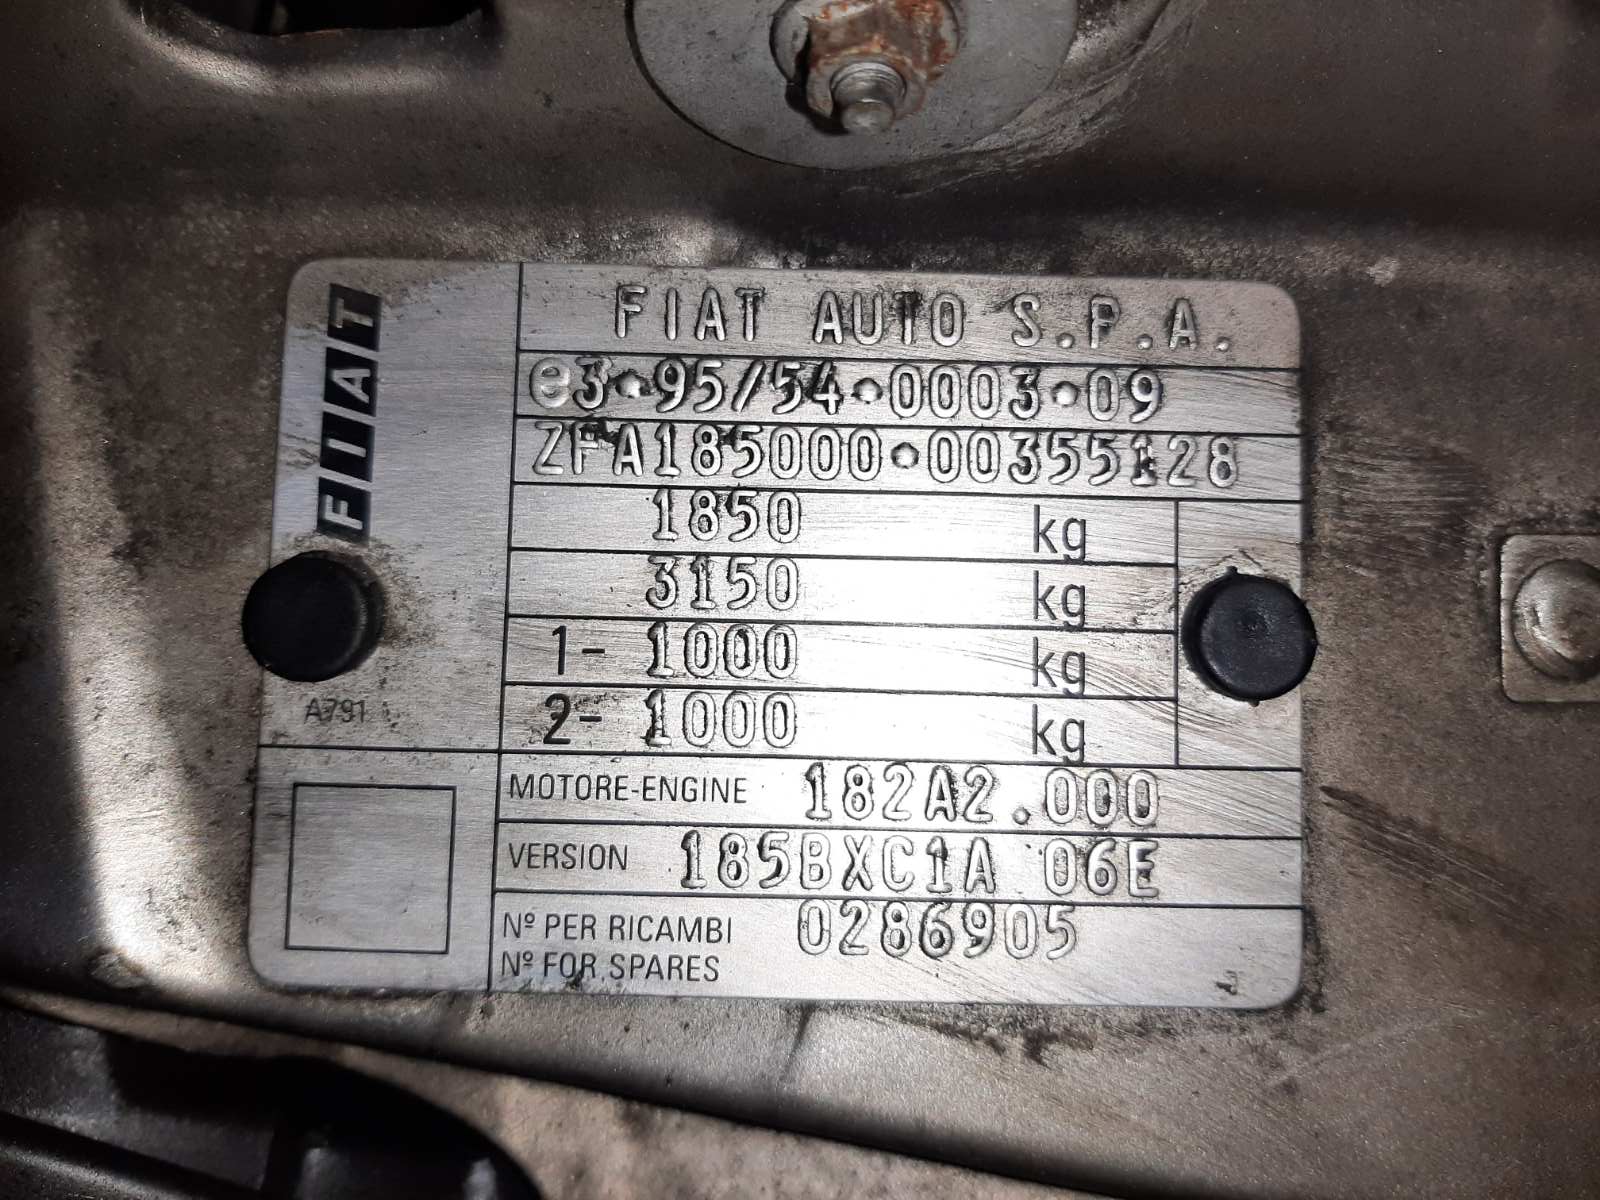 FIAT
FIAT AUTO S.P.A.
e3•95/54•0003•09
ZFA185000•00355128
1850 kg
3150 kg
1- 1000 kg
2- 1000 kg
A791
MOTORE-ENGINE 182A2.000
VERSION 185BXC1A 06E
Nº PER RICAMBI 0286905
Nº FOR SPARES